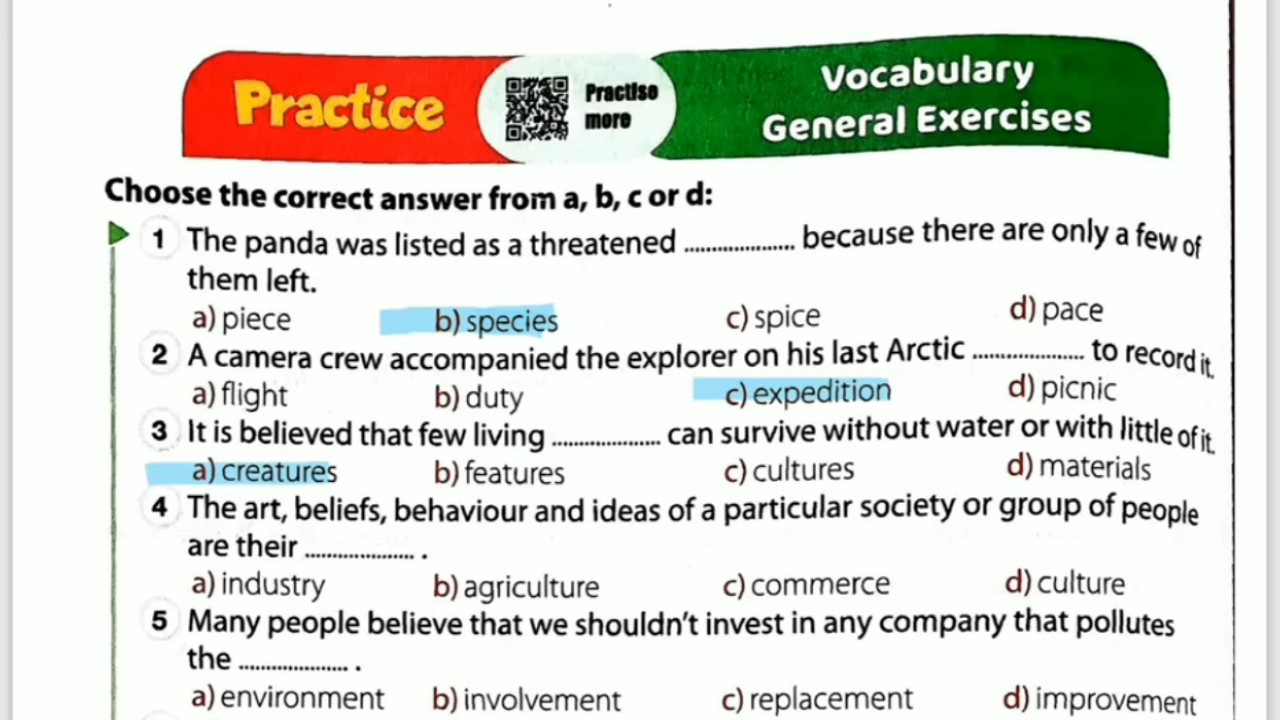 Practice
Practise
more
Vocabulary
General Exercises
Choose the correct answer from a, b, c or d:
1 The panda was listed as a threatened .................... because there are only a few of
them left.
a) piece b) species c) spice d) pace
2 A camera crew accompanied the explorer on his last Arctic .................... to record it.
a) flight b) duty c) expedition d) picnic
3 It is believed that few living .................... can survive without water or with little of it.
a) creatures b) features c) cultures d) materials
4 The art, beliefs, behaviour and ideas of a particular society or group of people
are their .................... .
a) industry b) agriculture c) commerce d) culture
5 Many people believe that we shouldn't invest in any company that pollutes
the .................... .
a) environment b) involvement c) replacement d) improvement